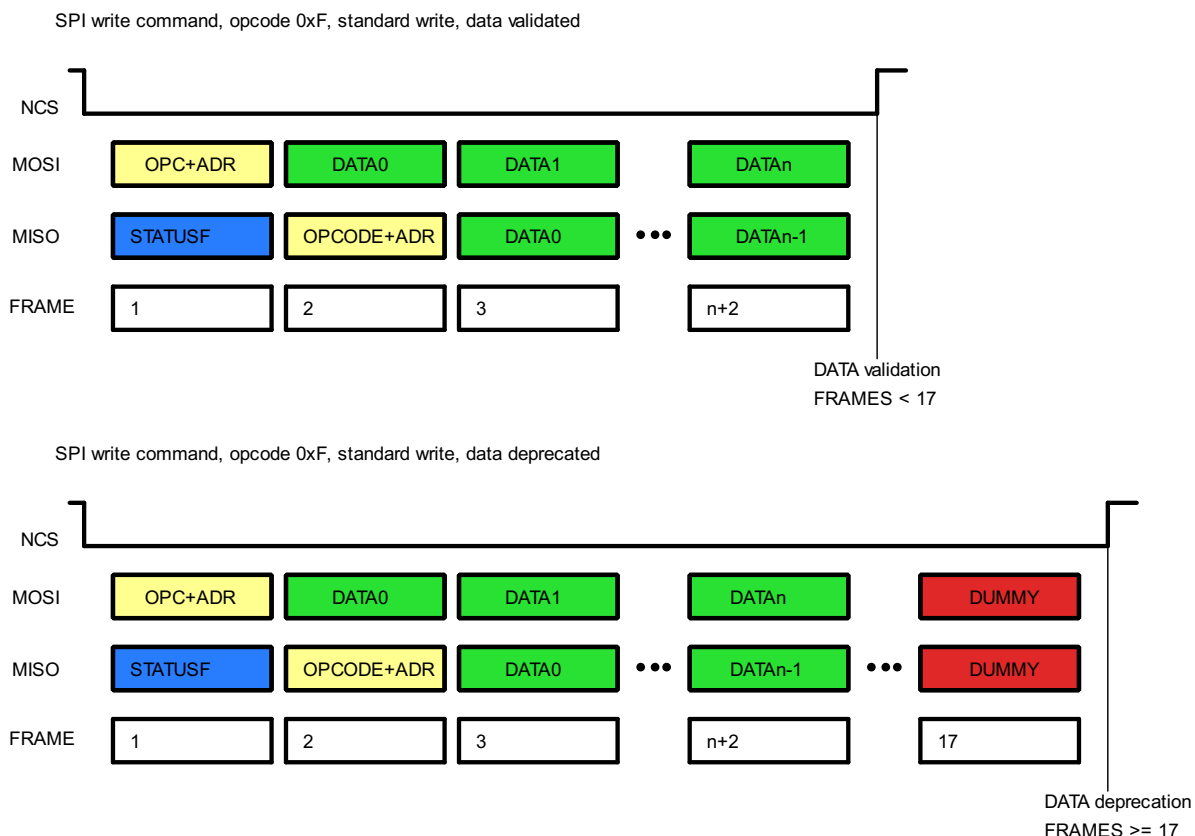 SPI write command, opcode 0xF, standard write, data validated
NCS
MOSI OPC+ADR DATA0 DATA1 DATAn
MISO STATUSF OPCODE+ADR DATA0 DATAn-1
FRAME 1 2 3 n+2
DATA validation
FRAMES < 17
SPI write command, opcode 0xF, standard write, data deprecated
NCS
MOSI OPC+ADR DATA0 DATA1 DATAn DUMMY
MISO STATUSF OPCODE+ADR DATA0 DATAn-1 DUMMY
FRAME 1 2 3 n+2 17
DATA deprecation
FRAMES >= 17